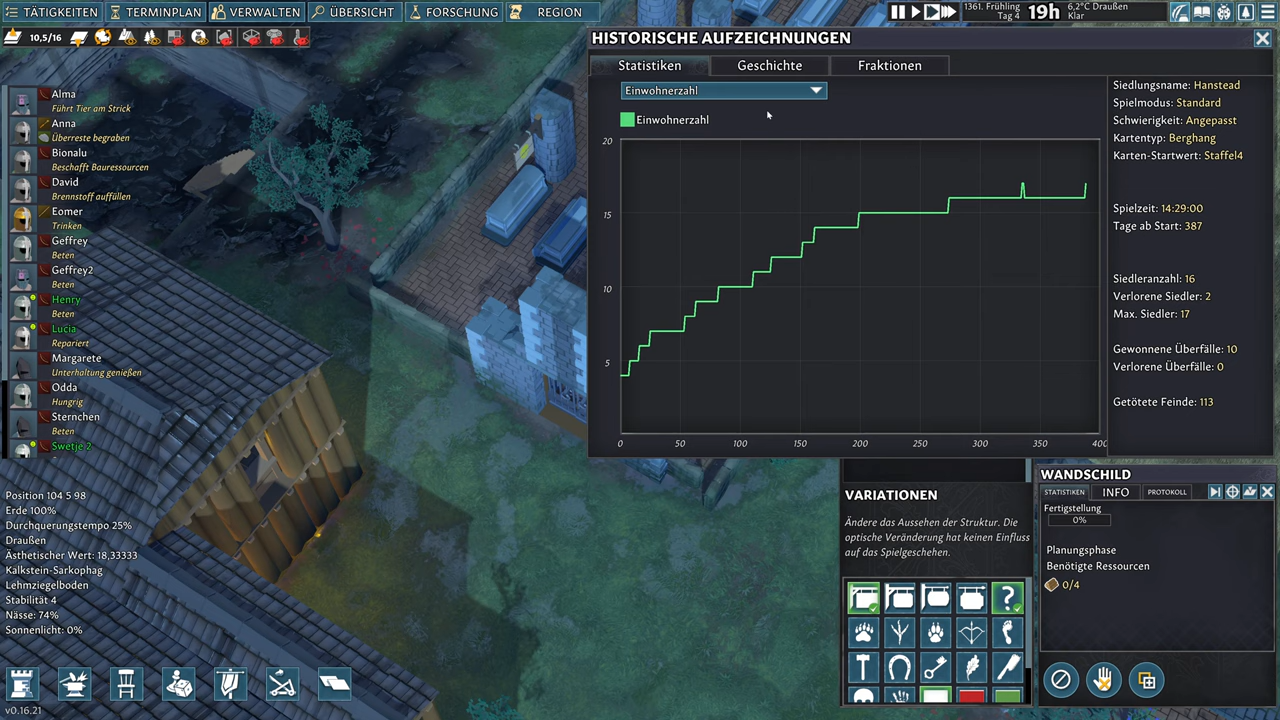 TÄTIGKEITEN
TERMINPLAN
VERWALTEN
ÜBERSICHT
FORSCHUNG
REGION
1361. Frühling
Tag 4
19h
6,2°C Draußen
Klar
10,5/16
Alma
Führt Tier am Strick
Anna
Überreste begraben
Bionalu
Beschafft Bauressourcen
David
Brennstoff auffüllen
Eomer
Trinken
Geffrey
Beten
Geffrey2
Beten
Henry
Beten
Lucia
Repariert
Margarete
Unterhaltung genießen
Odda
Hungrig
Sternchen
Beten
Swetje 2
Position 104 5 98
Erde 100%
Durchquerungstempo 25%
Draußen
Ästhetischer Wert: 18,33333
Kalkstein-Sarkophag
Lehmziegelboden
Stabilität 4
Nässe: 74%
Sonnenlicht: 0%
v0.16.21
HISTORISCHE AUFZEICHNUNGEN
Statistiken
Geschichte
Fraktionen
Einwohnerzahl
Einwohnerzahl
20
15
10
5
0
50
100
150
200
250
300
350
400
Siedlungsname: Hanstead
Spielmodus: Standard
Schwierigkeit: Angepasst
Kartentyp: Berghang
Karten-Startwert: Staffel4
Spielzeit: 14:29:00
Tage ab Start: 387
Siedleranzahl: 16
Verlorene Siedler: 2
Max. Siedler: 17
Gewonnene Überfälle: 10
Verlorene Überfälle: 0
Getötete Feinde: 113
VARIATIONEN
Ändere das Aussehen der Struktur. Die
optische Veränderung hat keinen Einfluss
auf das Spielgeschehen.
?
WANDSCHILD
STATISTIKEN
INFO
PROTOKOLL
Fertigstellung
0%
Planungsphase
Benötigte Ressourcen
0/4